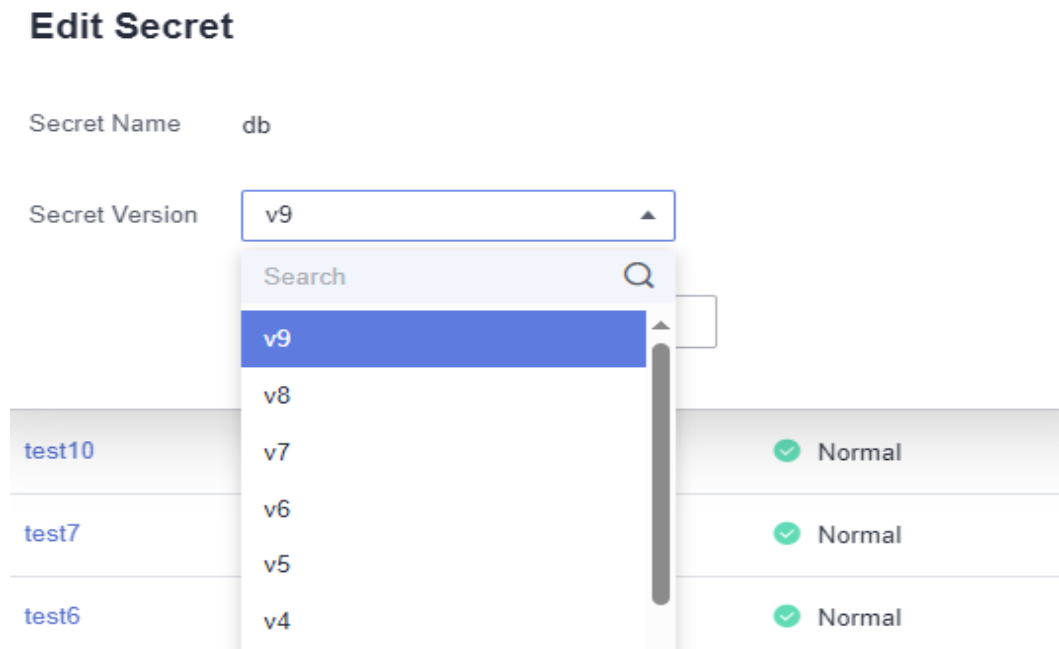 Edit Secret
Secret Name db
Secret Version v9
Search
v9
v8
test10 v7 Normal
v6
test7 Normal
v5
test6 v4 Normal